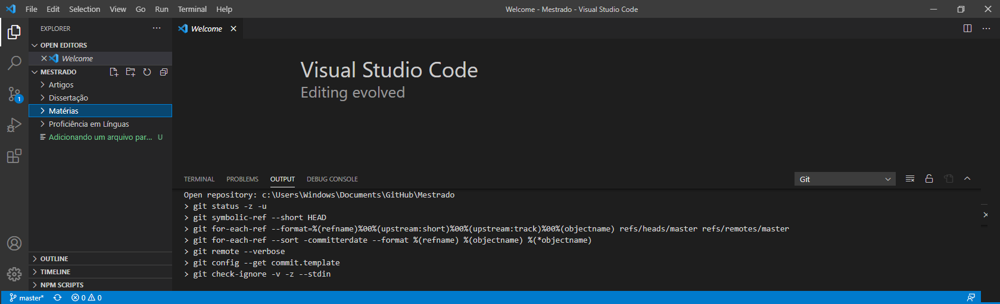 File Edit Selection View Go Run Terminal Help
Welcome - Mestrado - Visual Studio Code
EXPLORER
Welcome
OPEN EDITORS
Welcome
MESTRADO
Artigos
Dissertação
Matérias
Proficiência em Línguas
Adicionando um arquivo par... U
1
OUTLINE
TIMELINE
NPM SCRIPTS
Visual Studio Code
Editing evolved
TERMINAL PROBLEMS OUTPUT DEBUG CONSOLE
Git
Open repository: c:\Users\Windows\Documents\GitHub\Mestrado
> git status -z -u
> git symbolic-ref --short HEAD
> git for-each-ref --format=%(refname)%00%(upstream:short)%00%(upstream:track)%00%(objectname) refs/heads/master refs/remotes/master
> git for-each-ref --sort -committerdate --format %(refname) %(objectname) %(*objectname)
> git remote --verbose
> git config --get commit.template
> git check-ignore -v -z --stdin
master* 0 0